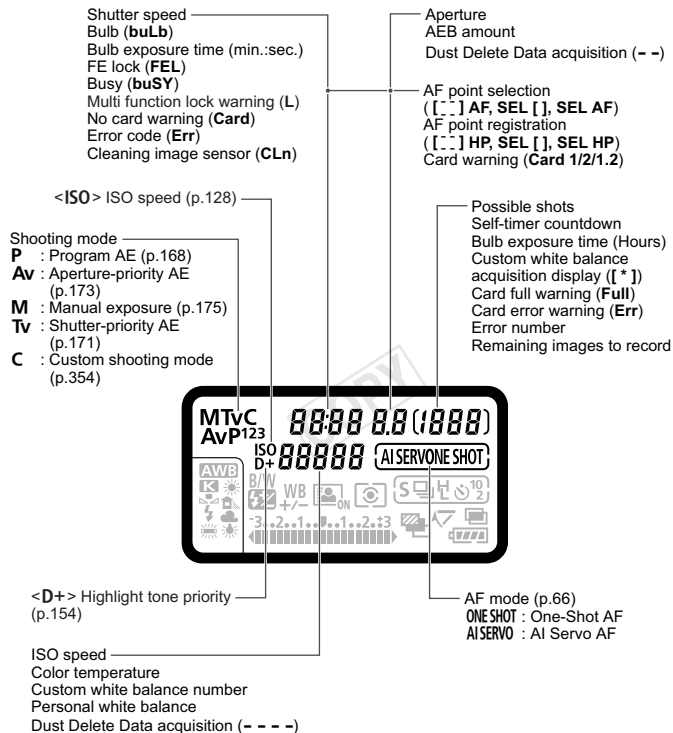 Shutter speed
Bulb (buLb)
Bulb exposure time (min.:sec.)
FE lock (FEL)
Busy (buSY)
Multi function lock warning (L)
No card warning (Card)
Error code (Err)
Cleaning image sensor (CLn)
Aperture
AEB amount
Dust Delete Data acquisition (– –)
AF point selection
([ ] AF, SEL [ ], SEL AF)
AF point registration
([ ] HP, SEL [ ], SEL HP)
Card warning (Card 1/2/1.2)
<ISO> ISO speed (p.128)
Shooting mode
P : Program AE (p.168)
Av : Aperture-priority AE
(p.173)
M : Manual exposure (p.175)
Tv : Shutter-priority AE
(p.171)
C : Custom shooting mode
(p.354)
Possible shots
Self-timer countdown
Bulb exposure time (Hours)
Custom white balance
acquisition display ([ * ])
Card full warning (Full)
Card error warning (Err)
Error number
Remaining images to record
COPY
MTvC 88:88 8.8 (1888)
AvP123
ISO
D+ 88888 AI SERVONE SHOT
AWB
K
B/W
WB
+/–
ON
S H 10 2
-3..2..1..0..1..2..+3
<D+> Highlight tone priority
(p.154)
AF mode (p.66)
ONE SHOT : One-Shot AF
AI SERVO : AI Servo AF
ISO speed
Color temperature
Custom white balance number
Personal white balance
Dust Delete Data acquisition (– – – –)